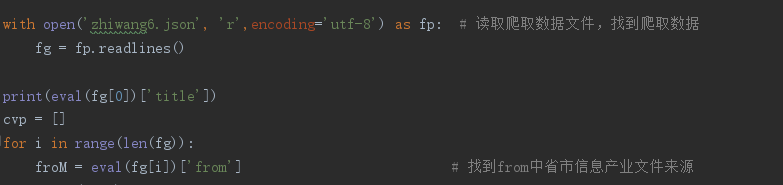 with open('zhiwang6.json', 'r',encoding='utf-8') as fp:  # 读取爬取数据文件，找到爬取数据
    fg = fp.readlines()
print(eval(fg[0])['title'])
cvp = []
for i in range(len(fg)):
    froM = eval(fg[i])['from']                    # 找到from中省市信息产业文件来源